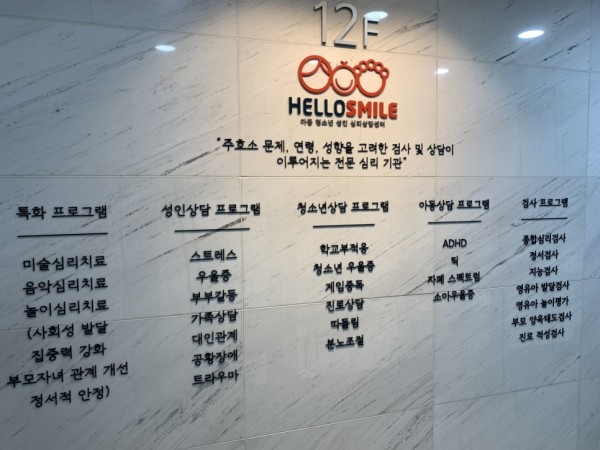 12F
HELLOSMILE
아동 청소년 성인 심리상담센터
"주호소 문제, 연령, 성향을 고려한 검사 및 상담이
이루어지는 전문 심리 기관"
특화 프로그램
미술심리치료
음악심리치료
놀이심리치료
(사회성 발달
집중력 강화
부모자녀 관계 개선
정서적 안정)
성인상담 프로그램
스트레스
우울증
부부갈등
가족상담
대인관계
공황장애
트라우마
청소년상담 프로그램
학교부적응
청소년 우울증
게임중독
진로상담
따돌림
분노조절
아동상담 프로그램
ADHD
틱
자폐 스펙트럼
소아우울증
검사 프로그램
종합심리검사
정서검사
지능검사
영유아 발달검사
영유아 놀이평가
부모 양육태도검사
진로 적성검사